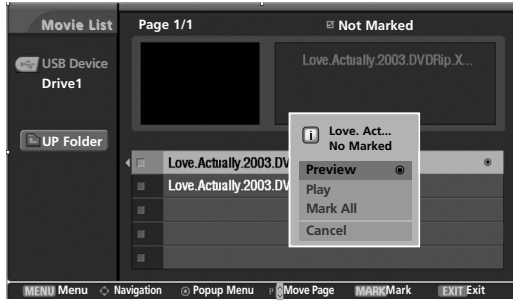 Movie List
Page 1/1
Not Marked
USB Device
Drive1
Love.Actually.2003.DVDRip.X...
UP Folder
Love. Act...
No Marked
Preview
Play
Mark All
Cancel
Love.Actually.2003.DV
Love.Actually.2003.DV
MENU Menu Navigation Popup Menu P Move Page MARK Mark EXIT Exit